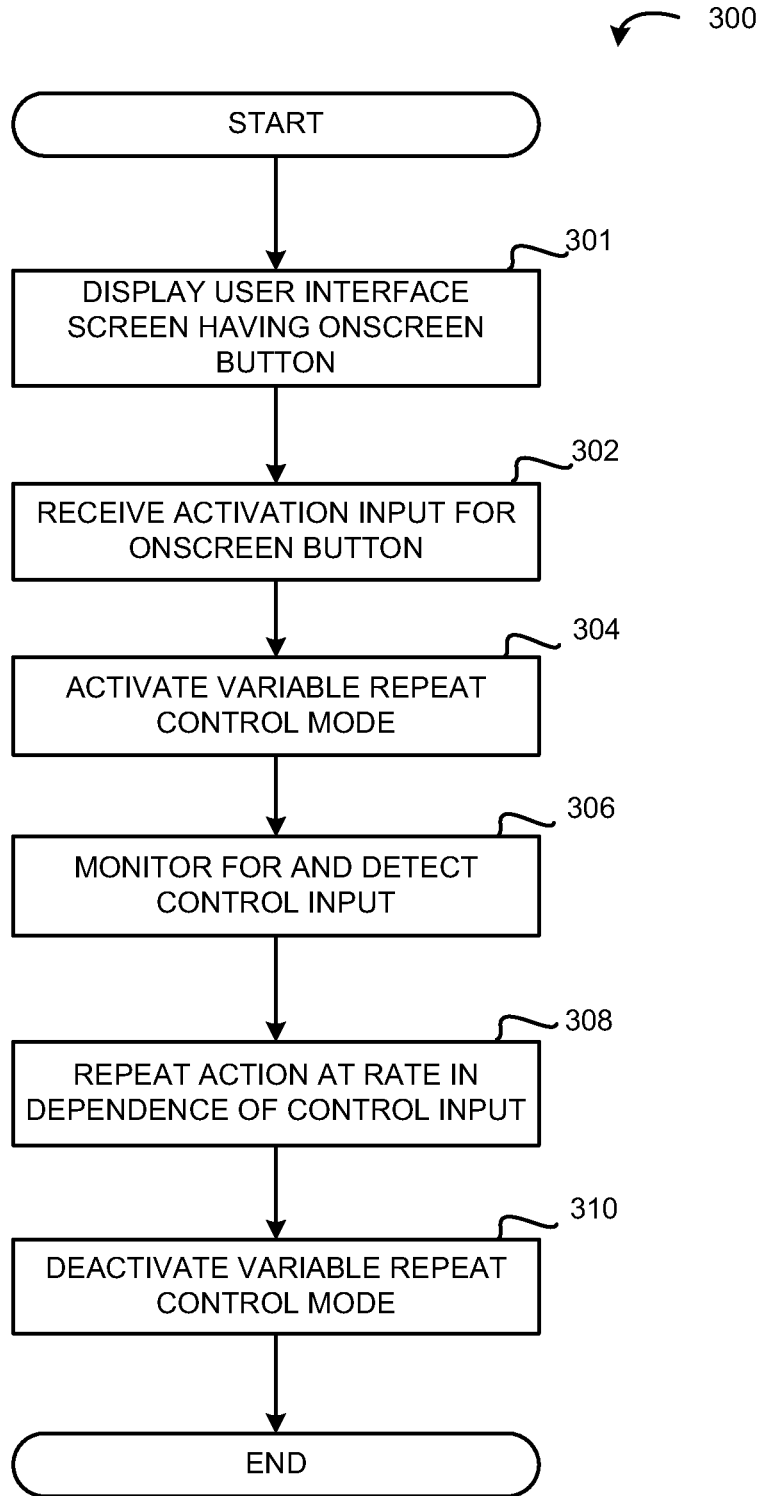 300
START
301
DISPLAY USER INTERFACE
SCREEN HAVING ONSCREEN
BUTTON
302
RECEIVE ACTIVATION INPUT FOR
ONSCREEN BUTTON
304
ACTIVATE VARIABLE REPEAT
CONTROL MODE
306
MONITOR FOR AND DETECT
CONTROL INPUT
308
REPEAT ACTION AT RATE IN
DEPENDENCE OF CONTROL INPUT
310
DEACTIVATE VARIABLE REPEAT
CONTROL MODE
END